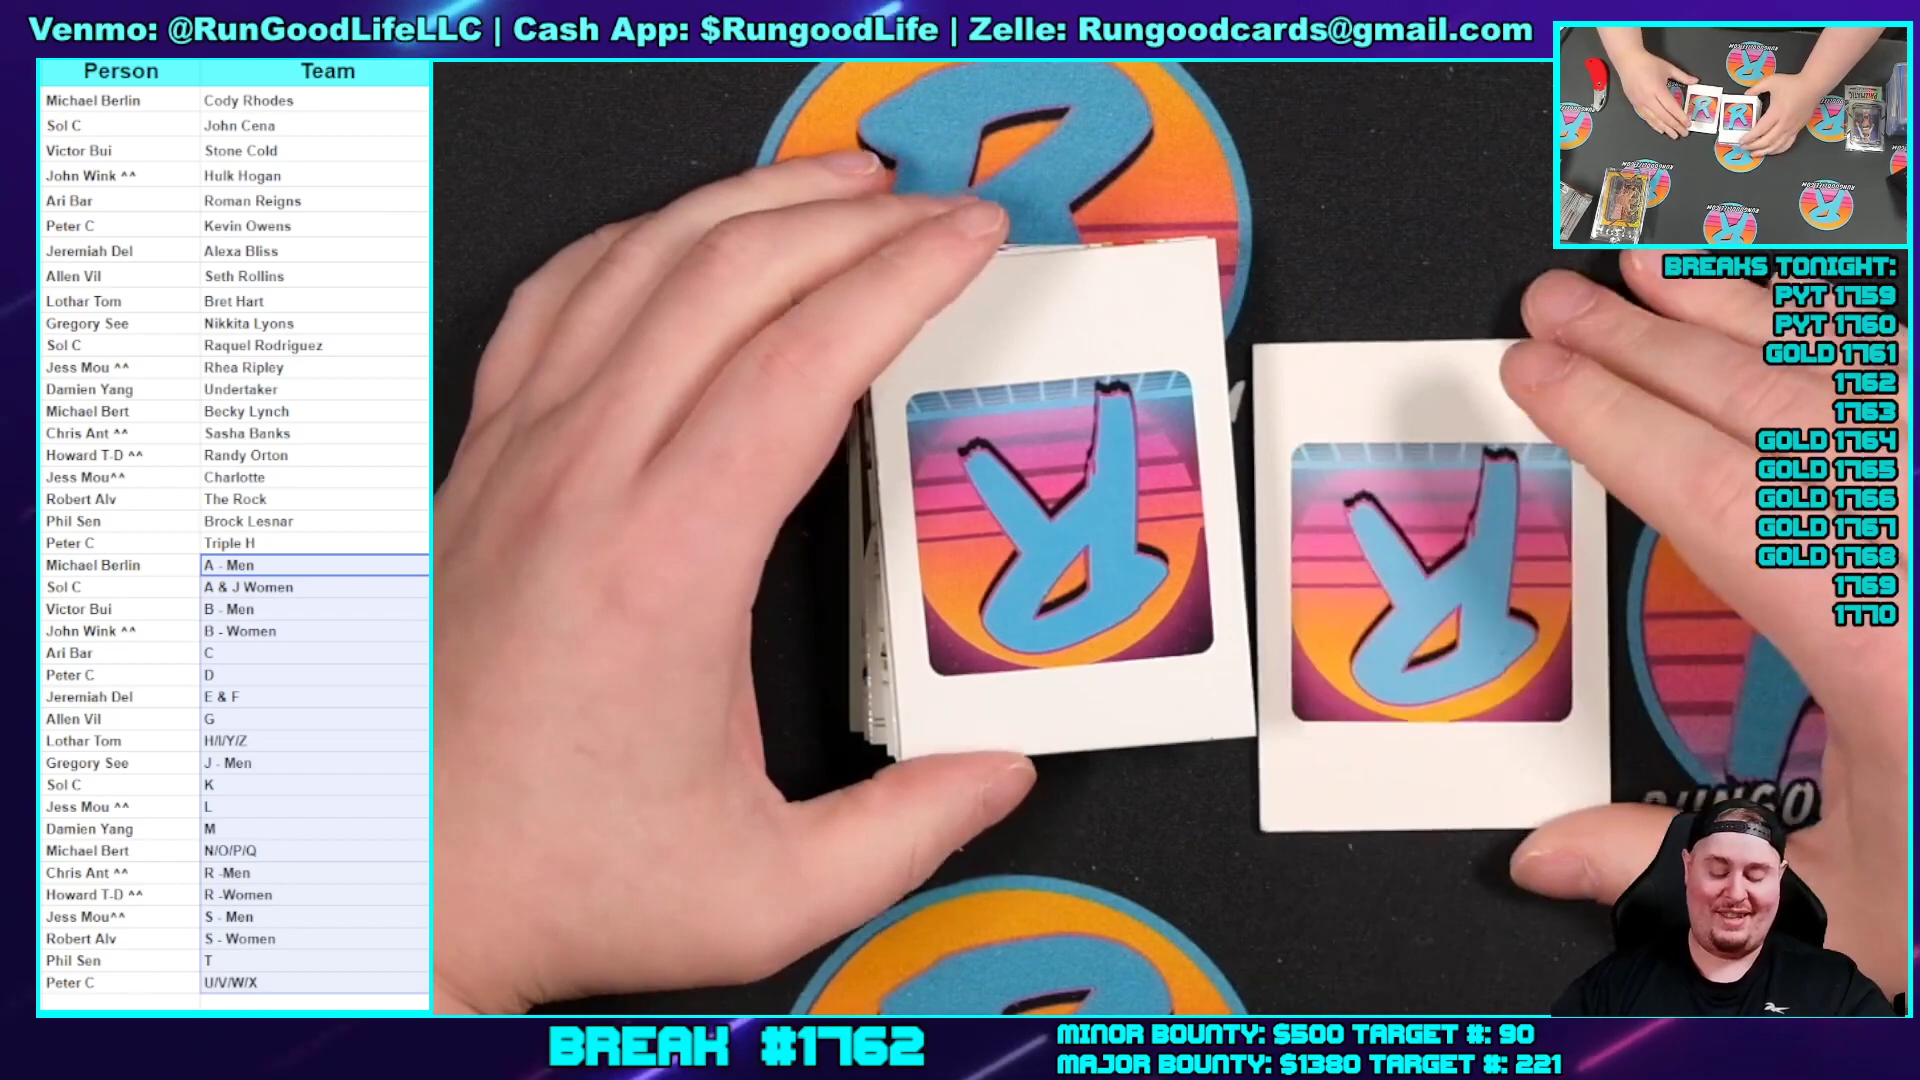 Venmo: @RunGoodLifeLLC | Cash App: $RungoodLife | Zelle: Rungoodcards@gmail.com
Person Team
Michael Berlin Cody Rhodes
Sol C John Cena
Victor Bui Stone Cold
John Wink ^^ Hulk Hogan
Ari Bar Roman Reigns
Peter C Kevin Owens
Jeremiah Del Alexa Bliss
Allen Vil Seth Rollins
Lothar Tom Bret Hart
Gregory See Nikkita Lyons
Sol C Raquel Rodriguez
Jess Mou ^^ Rhea Ripley
Damien Yang Undertaker
Michael Bert Becky Lynch
Chris Ant ^^ Sasha Banks
Howard T-D ^^ Randy Orton
Jess Mou^^ Charlotte
Robert Alv The Rock
Phil Sen Brock Lesnar
Peter C Triple H
Michael Berlin A - Men
Sol C A & J Women
Victor Bui B - Men
John Wink ^^ B - Women
Ari Bar C
Peter C D
Jeremiah Del E & F
Allen Vil G
Lothar Tom H/I/Y/Z
Gregory See J - Men
Sol C K
Jess Mou ^^ L
Damien Yang M
Michael Bert N/O/P/Q
Chris Ant ^^ R -Men
Howard T-D ^^ R -Women
Jess Mou^^ S - Men
Robert Alv S - Women
Phil Sen T
Peter C U/V/W/X
R
R
R
BREAKS TONIGHT:
PYT 1759
PYT 1760
GOLD 1761
1762
1763
GOLD 1764
GOLD 1765
GOLD 1766
GOLD 1767
GOLD 1768
1769
1770
BREAK #1762
MINOR BOUNTY: $500 TARGET #: 90
MAJOR BOUNTY: $1380 TARGET #: 221